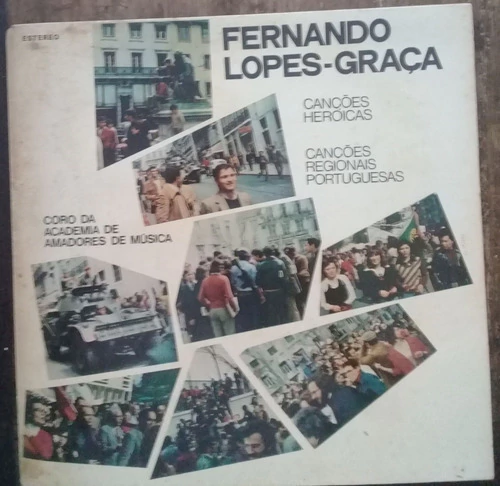 ESTEREO
FERNANDO
LOPES-GRAÇA
CANÇÕES
HERÓICAS
CANÇÕES
REGIONAIS
PORTUGUESAS
CORO DA
ACADEMIA DE
AMADORES DE MÚSICA